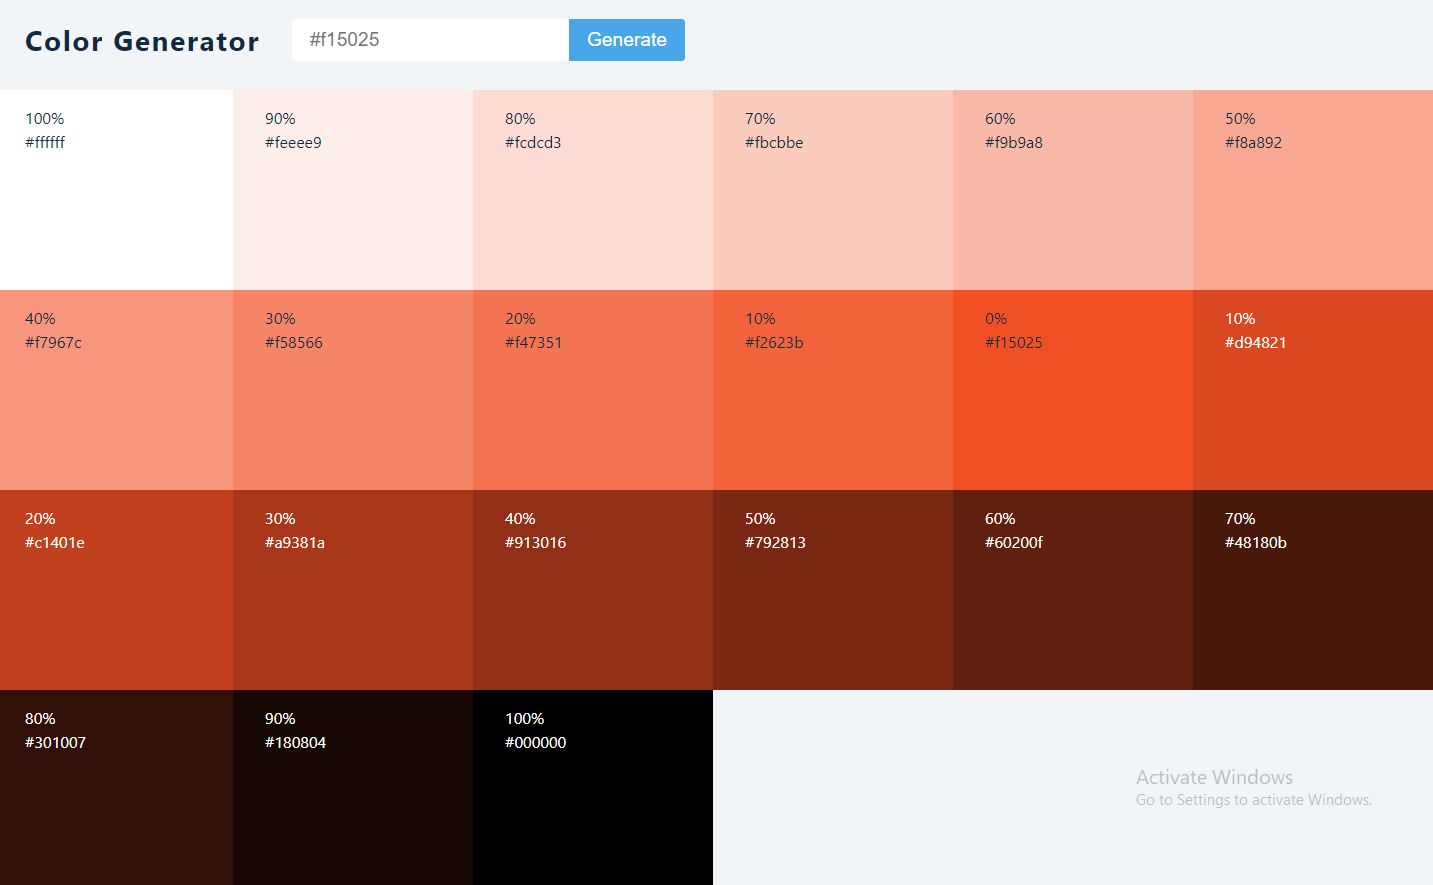 Color Generator
#f15025
Generate
100%
#ffffff
90%
#feeee9
80%
#fcdcd3
70%
#fbcbbe
60%
#f9b9a8
50%
#f8a892
40%
#f7967c
30%
#f58566
20%
#f47351
10%
#f2623b
0%
#f15025
10%
#d94821
20%
#c1401e
30%
#a9381a
40%
#913016
50%
#792813
60%
#60200f
70%
#48180b
80%
#301007
90%
#180804
100%
#000000
Activate Windows
Go to Settings to activate Windows.